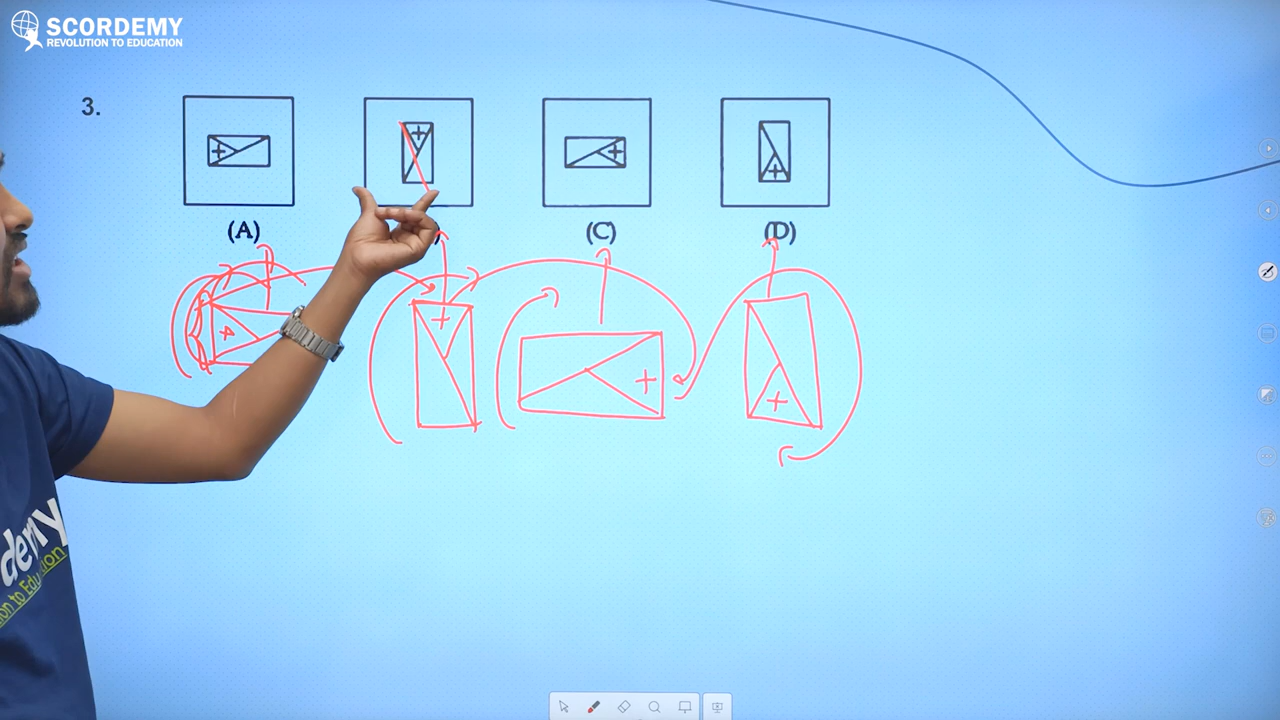 SCORDEMY
REVOLUTION TO EDUCATION
3.
+
+
+
+
(A)
)
(C)
(D)
+
+
+
+
demy
on to Education